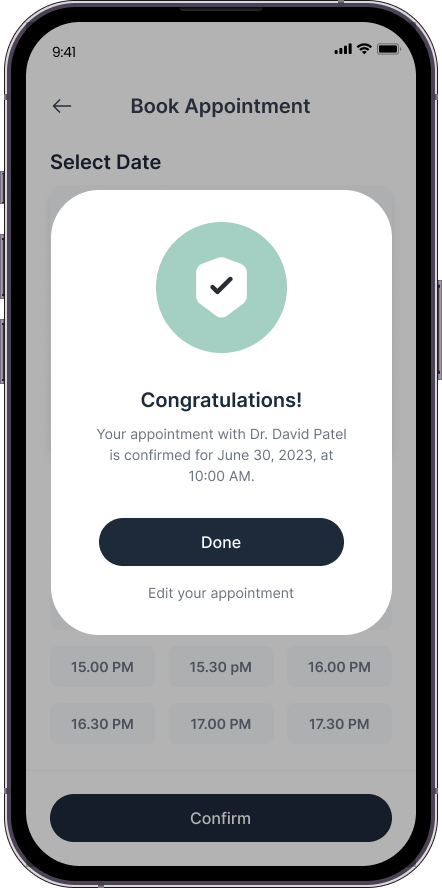 9:41
Book Appointment
Select Date
Congratulations!
Your appointment with Dr. David Patel
is confirmed for June 30, 2023, at
10:00 AM.
Done
Edit your appointment
15.00 PM 15.30 pM 16.00 PM
16.30 PM 17.00 PM 17.30 PM
Confirm